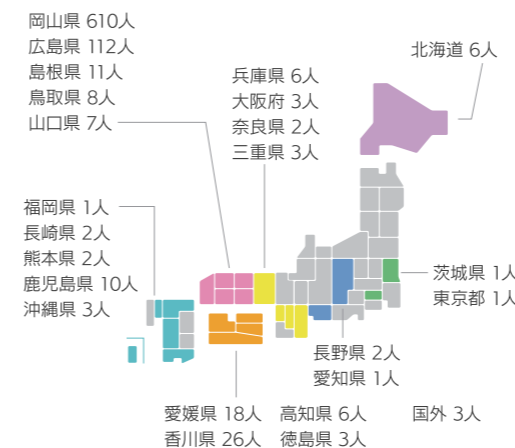 岡山県 610人
広島県 112人
島根県 11人
鳥取県 8人
山口県 7人
兵庫県 6人
大阪府 3人
奈良県 2人
三重県 3人
北海道 6人
福岡県 1人
長崎県 2人
熊本県 2人
鹿児島県 10人
沖縄県 3人
茨城県 1人
東京都 1人
長野県 2人
愛知県 1人
愛媛県 18人 高知県 6人 国外 3人
香川県 26人 徳島県 3人